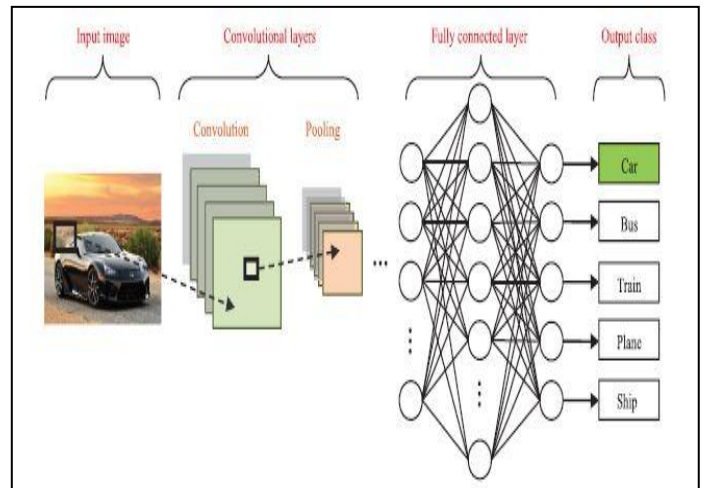 Input image
Convolutional layers
Fully connected layer
Output class
Convolution
Pooling
Car
Bus
Train
Plane
Ship